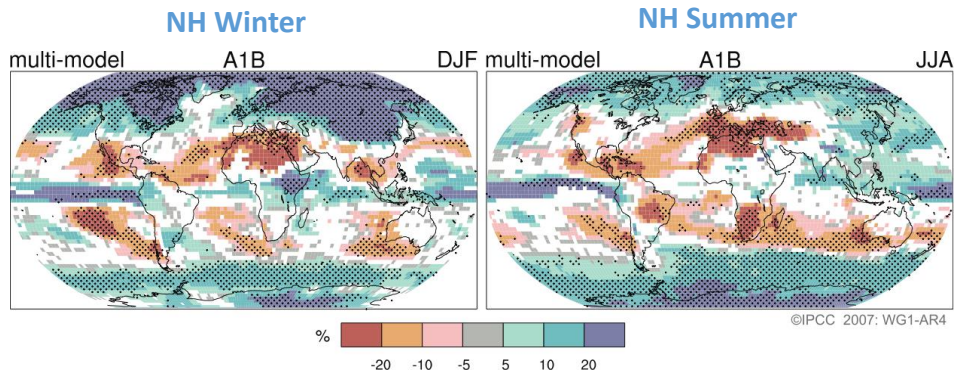 NH Winter
NH Summer
multi-model A1B DJF
multi-model A1B JJA
©IPCC 2007: WG1-AR4
%
-20 -10 -5 5 10 20